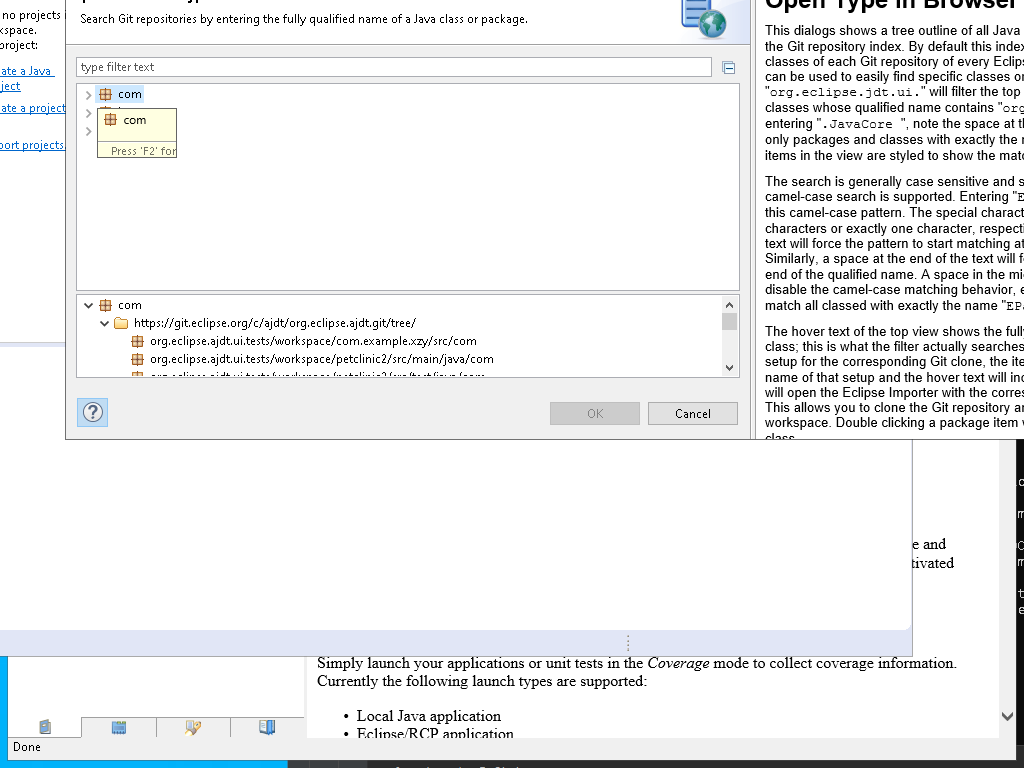 no projects
kspace.
project:
ate a Java
ject
ate a project
port projects.
Search Git repositories by entering the fully qualified name of a Java class or package.
type filter text
com
com
Press 'F2' for
com
https://git.eclipse.org/c/ajdt/org.eclipse.ajdt.git/tree/
org.eclipse.ajdt.ui.tests/workspace/com.example.xzy/src/com
org.eclipse.ajdt.ui.tests/workspace/petclinic2/src/main/java/com
OK
Cancel
Open Type in Browser
This dialogs shows a tree outline of all Java
the Git repository index. By default this index
classes of each Git repository of every Eclips
can be used to easily find specific classes or
"org.eclipse.jdt.ui." will filter the top
classes whose qualified name contains "org
entering ".JavaCore ", note the space at th
only packages and classes with exactly the n
items in the view are styled to show the matc
The search is generally case sensitive and s
camel-case search is supported. Entering "E
this camel-case pattern. The special charact
characters or exactly one character, respecti
text will force the pattern to start matching at
Similarly, a space at the end of the text will f
end of the qualified name. A space in the mi
disable the camel-case matching behavior, e
match all classed with exactly the name "EPa
The hover text of the top view shows the fully
class; this is what the filter actually searches
setup for the corresponding Git clone, the ite
name of that setup and the hover text will inc
will open the Eclipse Importer with the corres
This allows you to clone the Git repository an
workspace. Double clicking a package item w
class.
e and
tivated
Simply launch your applications or unit tests in the Coverage mode to collect coverage information.
Currently the following launch types are supported:
• Local Java application
• Eclipse/RCP application
Done